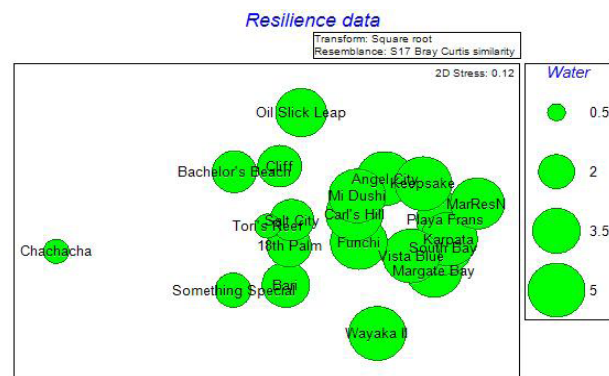 Resilience data
Transform: Square root
Resemblance: S17 Bray Curtis similarity
2D Stress: 0.12
Water
0.5
2
3.5
5
Oil Slick Leap
Cliff
Bachelor's Beach
Angel City
Keepsake
Mi Dushi
MarResN
Carl's Hill
Playa Frans
Salt City
Tori's Reef
Karpata
18th Palm
Funchi
South Bay
Chachacha
Vista Blue
Margate Bay
Something Special
Bari
Wayaka II